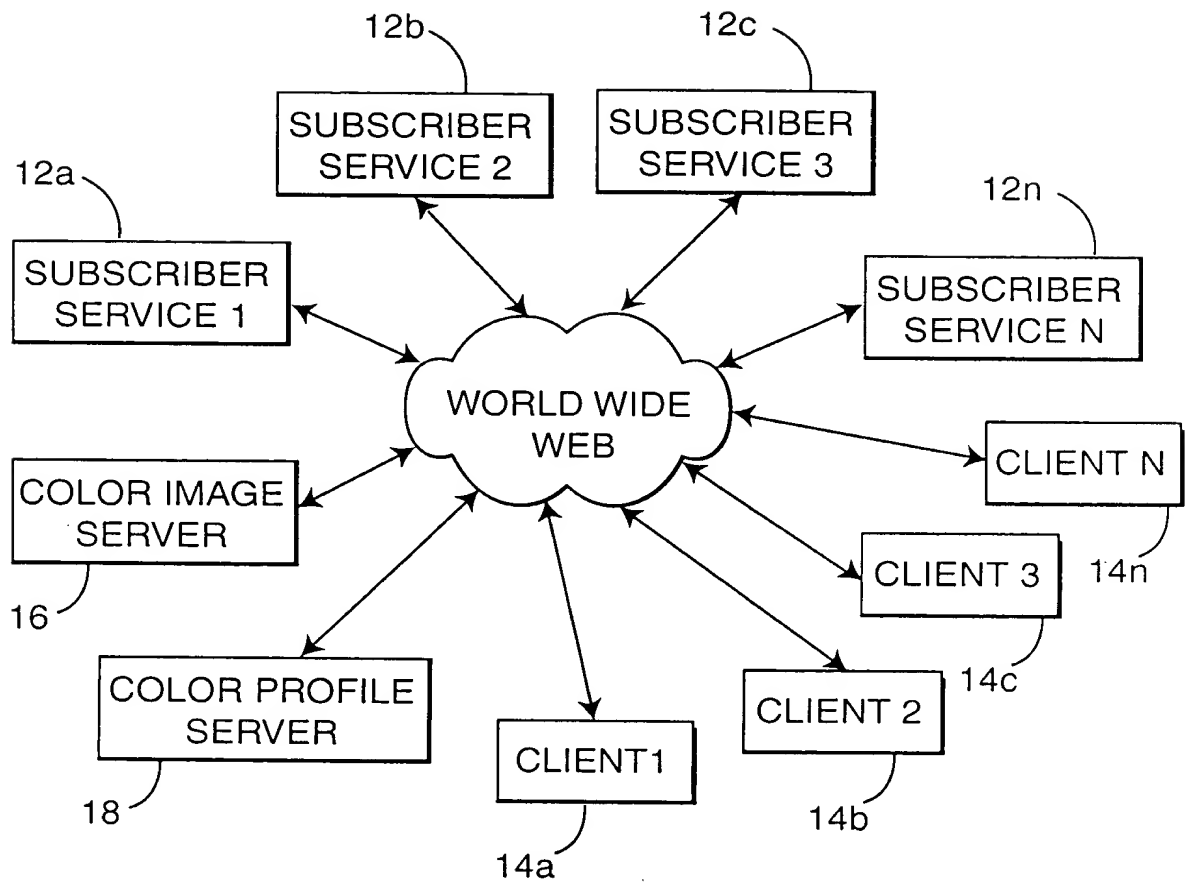 12b
12c
SUBSCRIBER
SERVICE 2
SUBSCRIBER
SERVICE 3
12a
12n
SUBSCRIBER
SERVICE 1
SUBSCRIBER
SERVICE N
WORLD WIDE
WEB
CLIENT N
COLOR IMAGE
SERVER
CLIENT 3
14n
16
COLOR PROFILE
SERVER
14c
CLIENT 2
CLIENT1
18
14b
14a